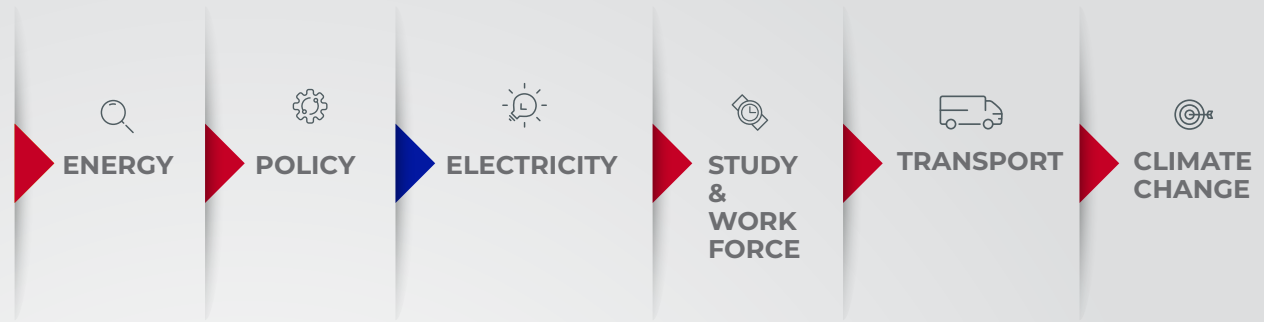 ENERGY
POLICY
ELECTRICITY
STUDY
&
WORK
FORCE
TRANSPORT
CLIMATE
CHANGE